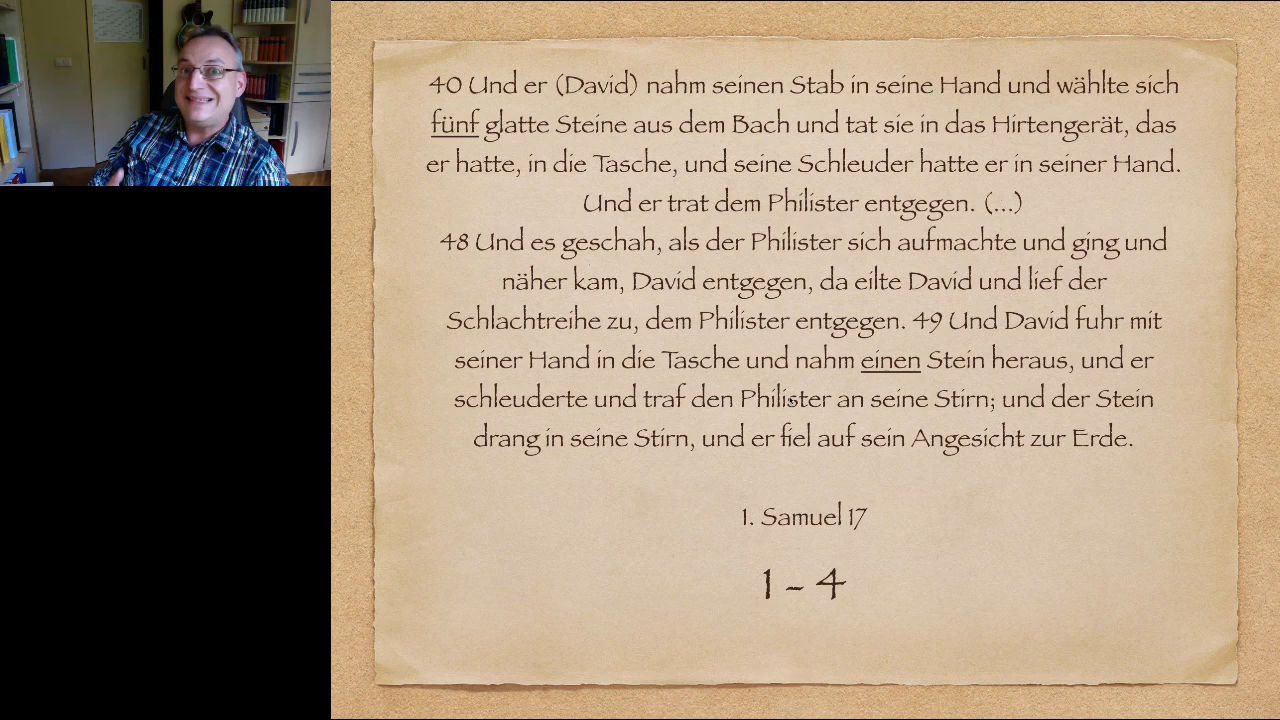 40 Und er (David) nahm seinen Stab in seine Hand und wählte sich
fünf glatte Steine aus dem Bach und tat sie in das Hirtengerät, das
er hatte, in die Tasche, und seine Schleuder hatte er in seiner Hand.
Und er trat dem Philister entgegen. (...)
48 Und es geschah, als der Philister sich aufmachte und ging und
näher kam, David entgegen, da eilte David und lief der
Schlachtreihe zu, dem Philister entgegen. 49 Und David fuhr mit
seiner Hand in die Tasche und nahm einen Stein heraus, und er
schleuderte und traf den Philister an seine Stirn; und der Stein
drang in seine Stirn, und er fiel auf sein Angesicht zur Erde.
1. Samuel 17
1 – 4